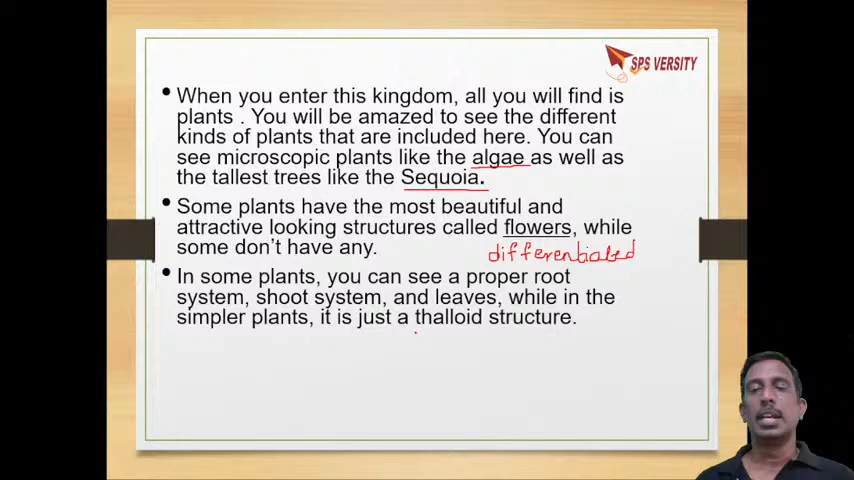 SPS VERSITY
• When you enter this kingdom, all you will find is
plants . You will be amazed to see the different
kinds of plants that are included here. You can
see microscopic plants like the algae as well as
the tallest trees like the Sequoia.
• Some plants have the most beautiful and
attractive looking structures called flowers, while
some don't have any.
differentiated
• In some plants, you can see a proper root
system, shoot system, and leaves, while in the
simpler plants, it is just a thalloid structure.